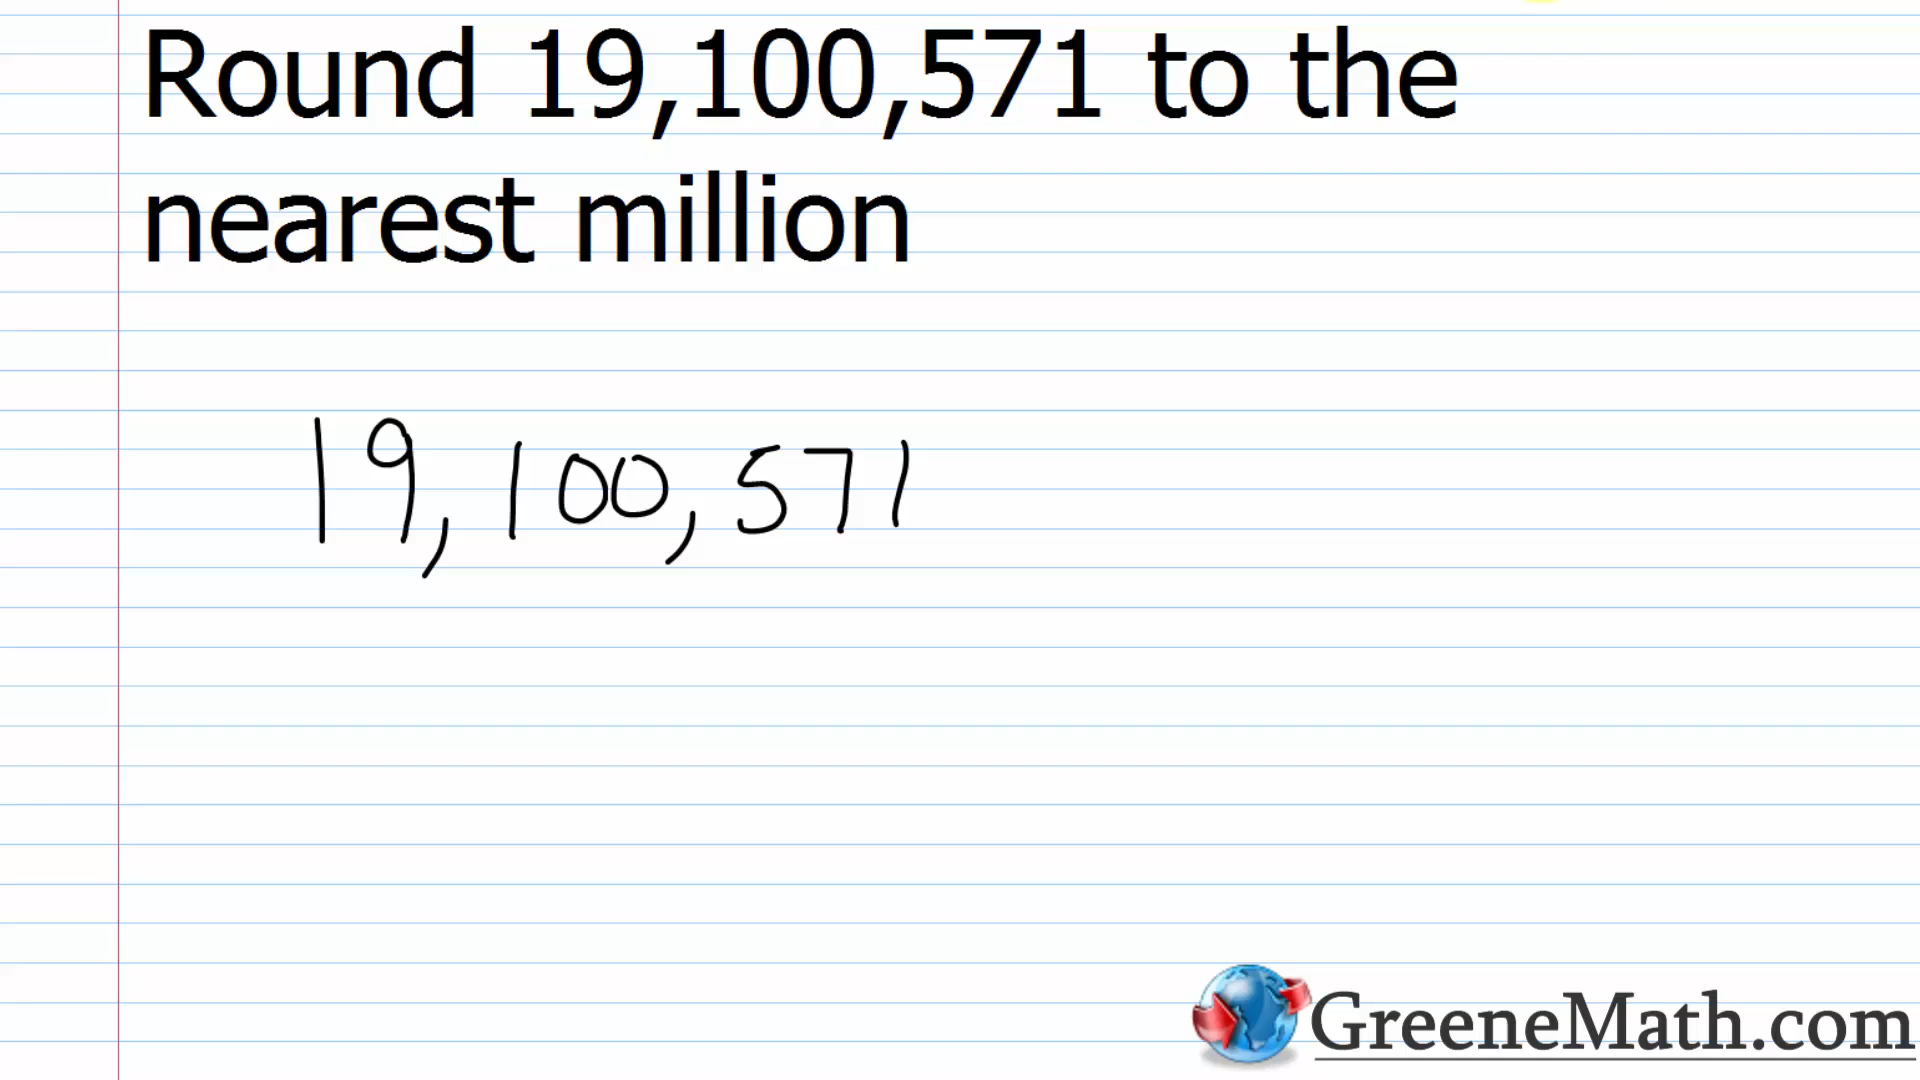 Round 19,100,571 to the
nearest million
19,100,571
GreeneMath.com